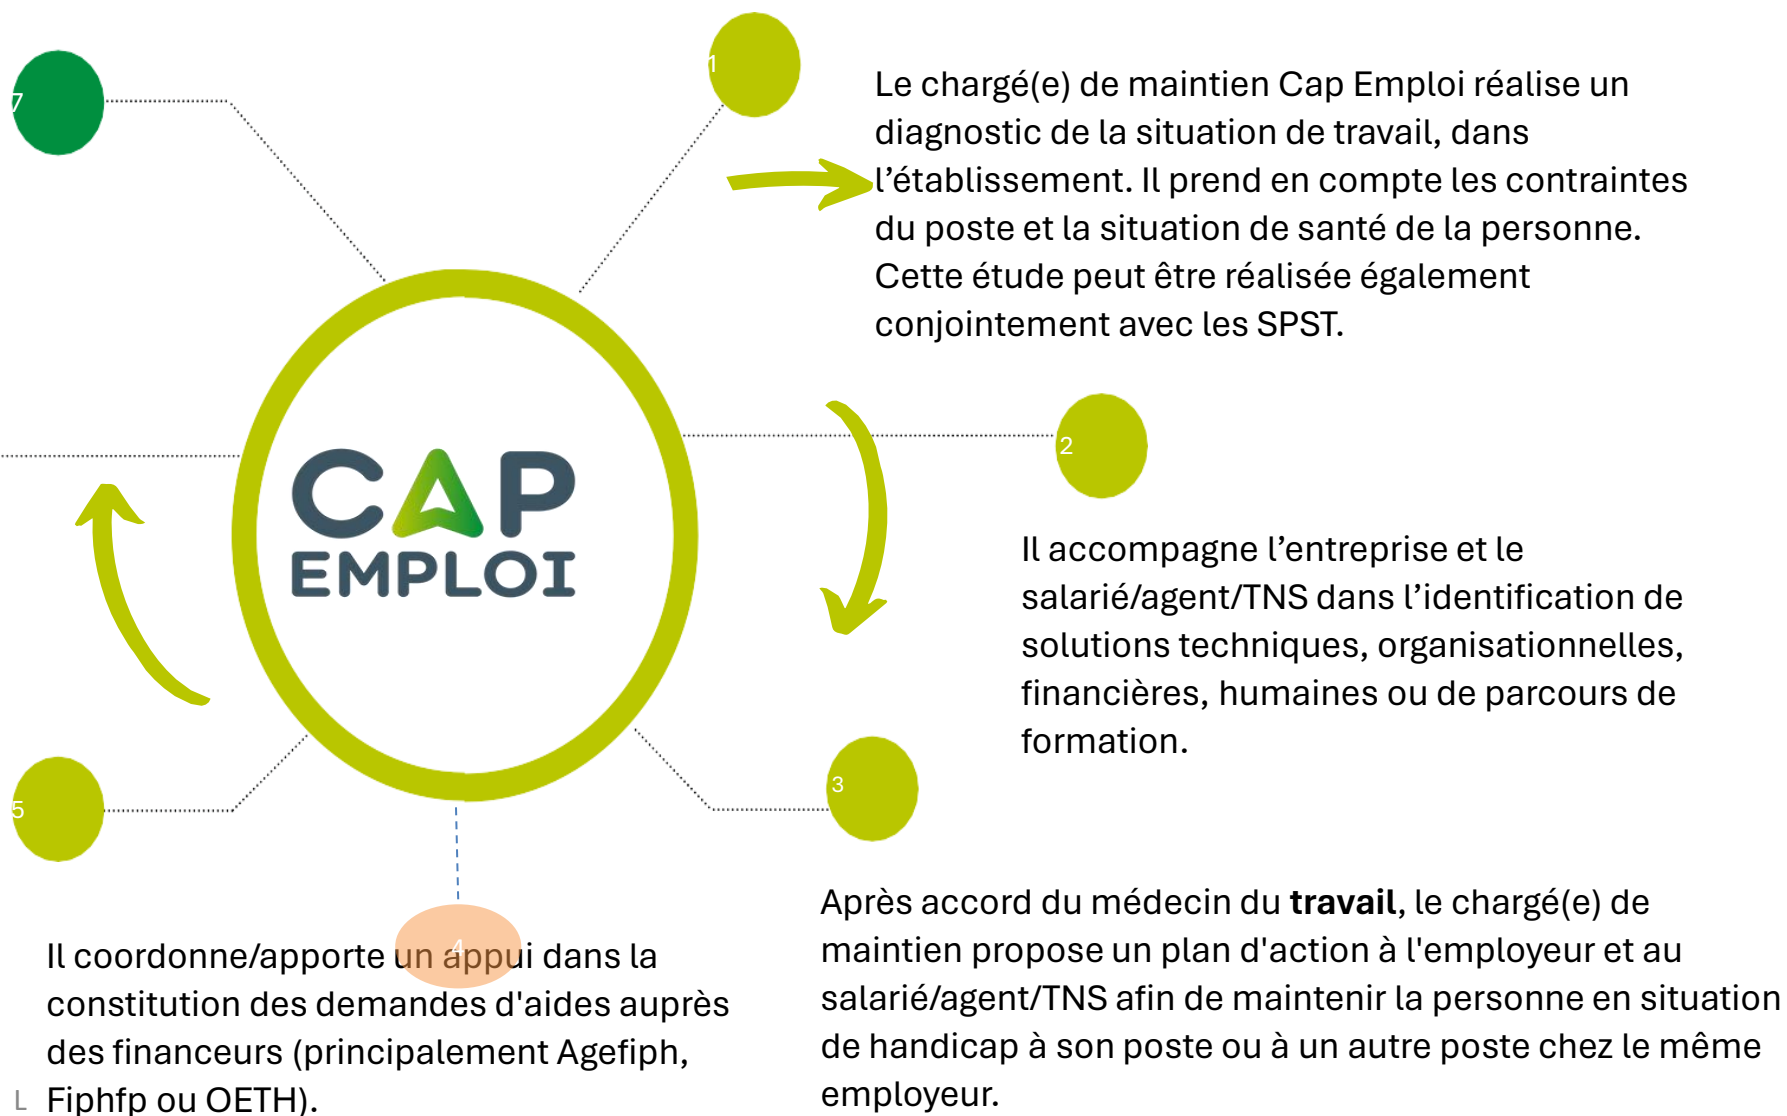 7
1
Le chargé(e) de maintien Cap Emploi réalise un
diagnostic de la situation de travail, dans
l’établissement. Il prend en compte les contraintes
du poste et la situation de santé de la personne.
Cette étude peut être réalisée également
conjointement avec les SPST.
2
CAP
EMPLOI
Il accompagne l’entreprise et le
salarié/agent/TNS dans l’identification de
solutions techniques, organisationnelles,
financières, humaines ou de parcours de
formation.
3
5
Après accord du médecin du travail, le chargé(e) de
maintien propose un plan d'action à l'employeur et au
salarié/agent/TNS afin de maintenir la personne en situation
de handicap à son poste ou à un autre poste chez le même
employeur.
4
Il coordonne/apporte un appui dans la
constitution des demandes d'aides auprès
des financeurs (principalement Agefiph,
Fiphfp ou OETH).
L